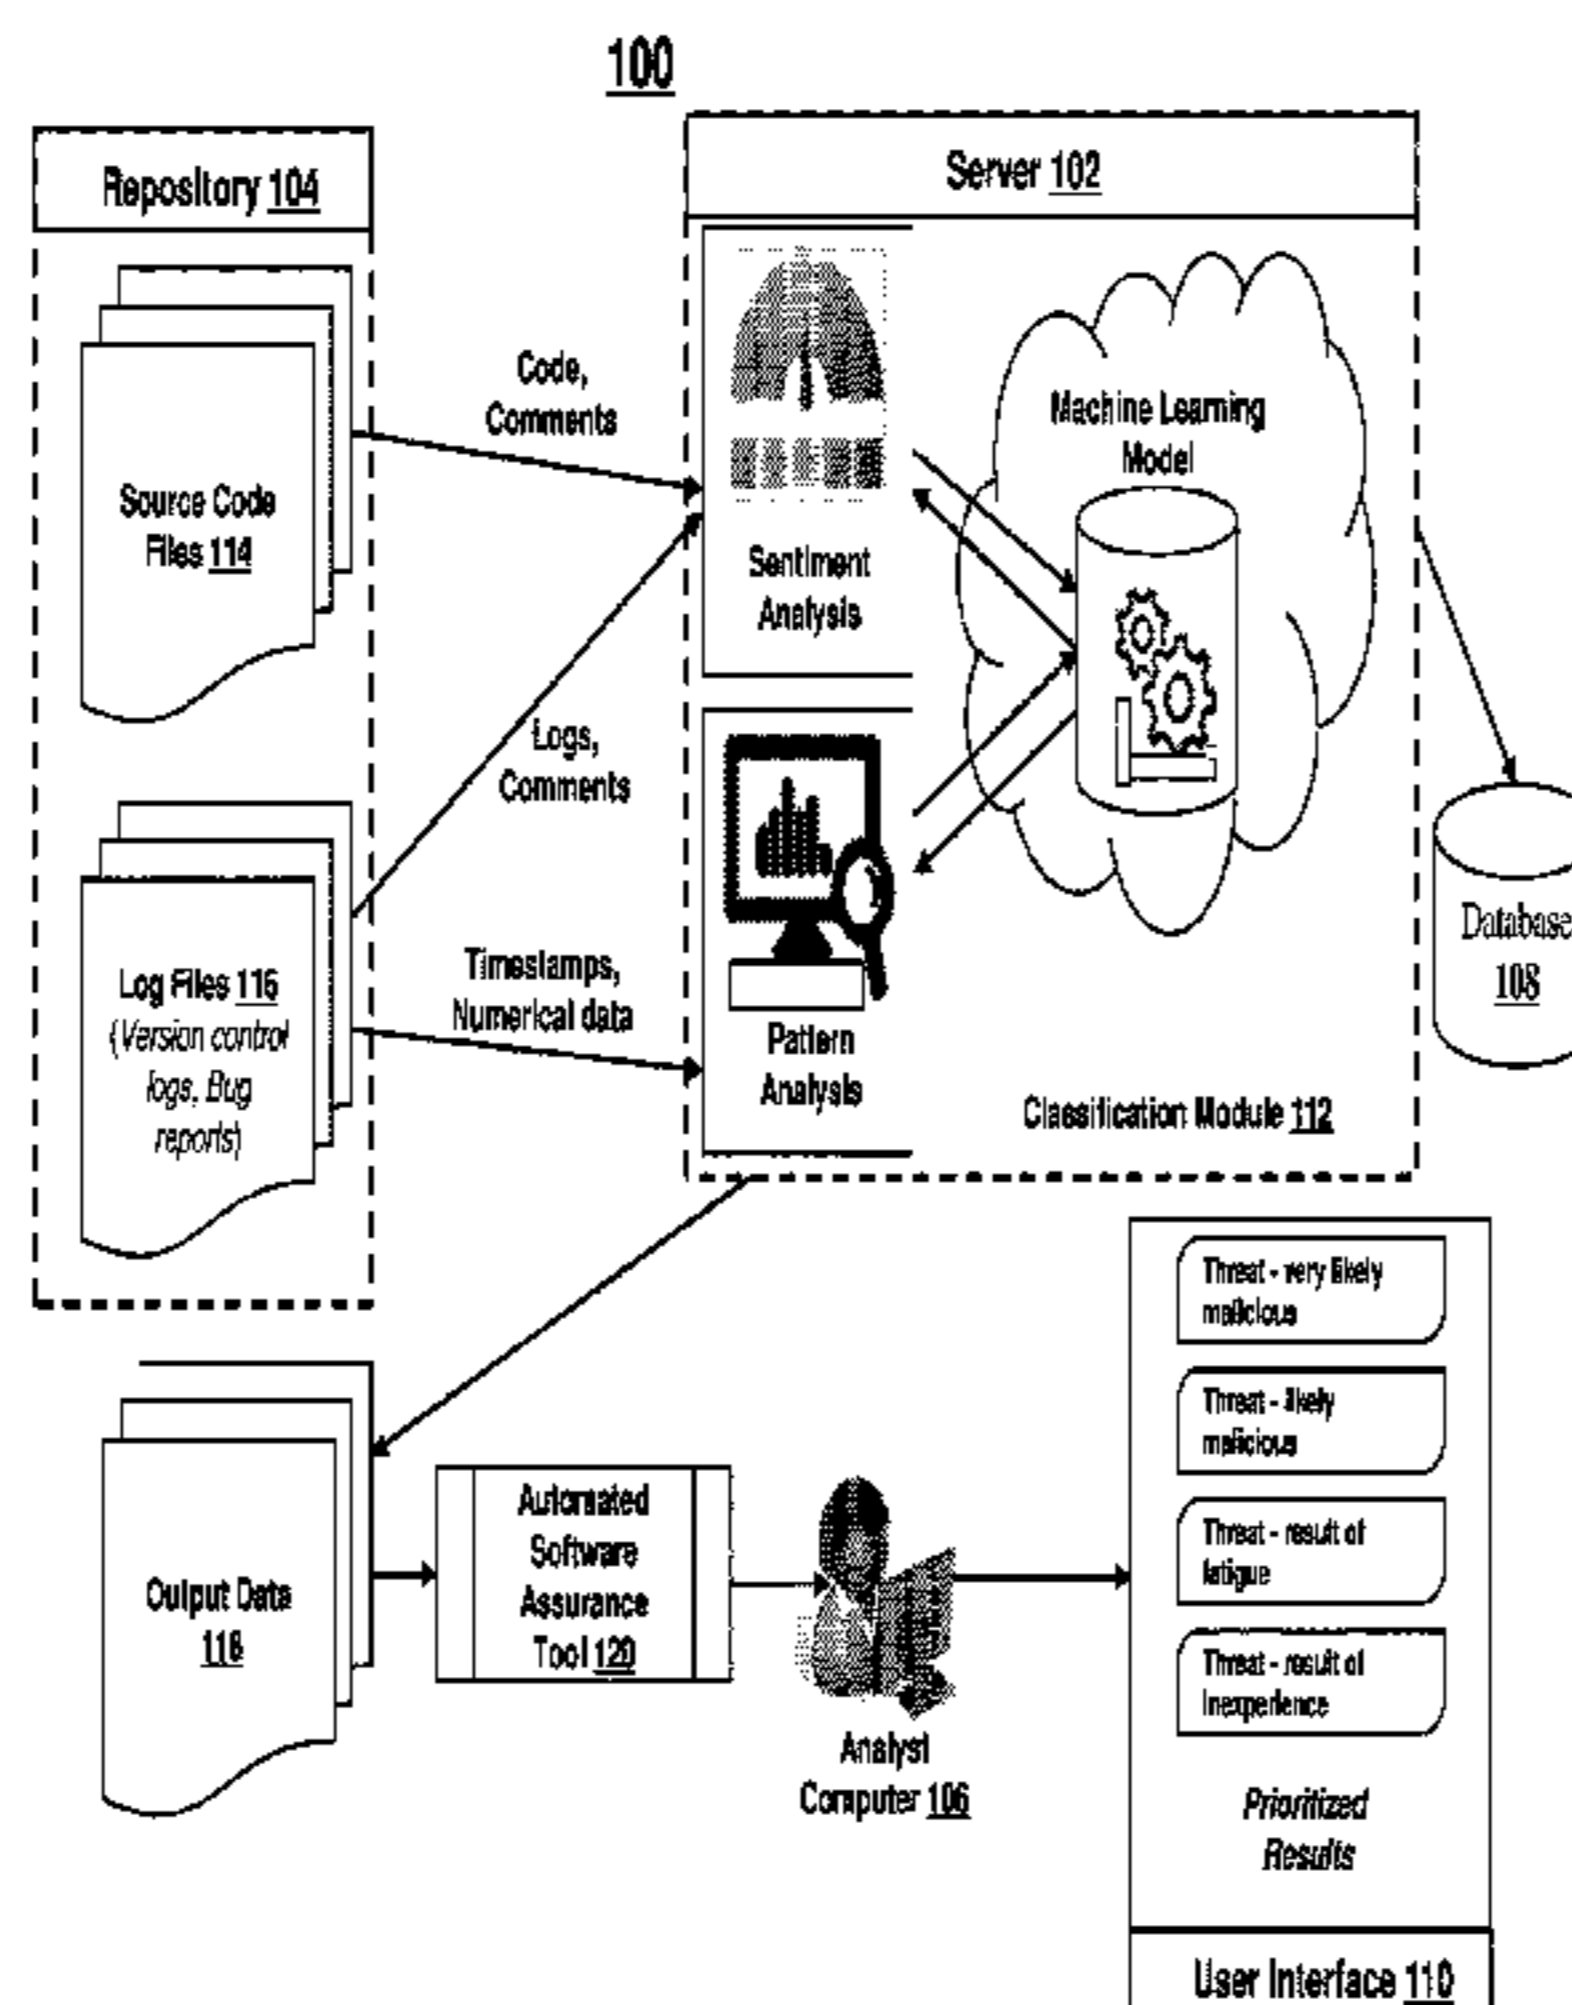 100
Repository 104
Server 102
Code,
Comments
Machine Learning
Model
Source Code
Files 114
Sentiment
Analysis
Logs,
Comments
Database
108
Log Files 116
(Version control
logs, Bug
reports)
Timestamps,
Numerical data
Pattern
Analysis
Classification Module 112
Threat - very likely
malicious
Threat - likely
malicious
Threat - result of
fatigue
Threat - result of
Inexperience
Prioritized
Results
User Interface 110
Output Data
118
Automated
Software
Assurance
Tool 120
Analyst
Computer 106